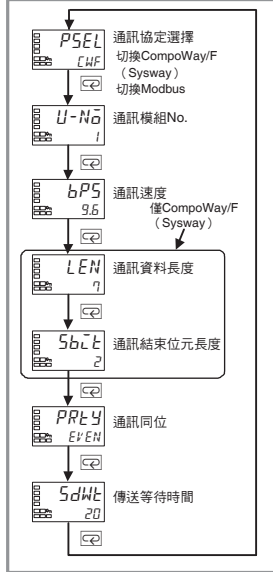 PSEL
CWF
通訊協定選擇
切換CompoWay/F
（Sysway）
切換Modbus
U-No
1
通訊模組No.
bPS
9.6
通訊速度
僅CompoWay/F
（Sysway）
LEN
7
通訊資料長度
Sbit
2
通訊結束位元長度
PRty
EVEN
通訊同位
SdWt
20
傳送等待時間